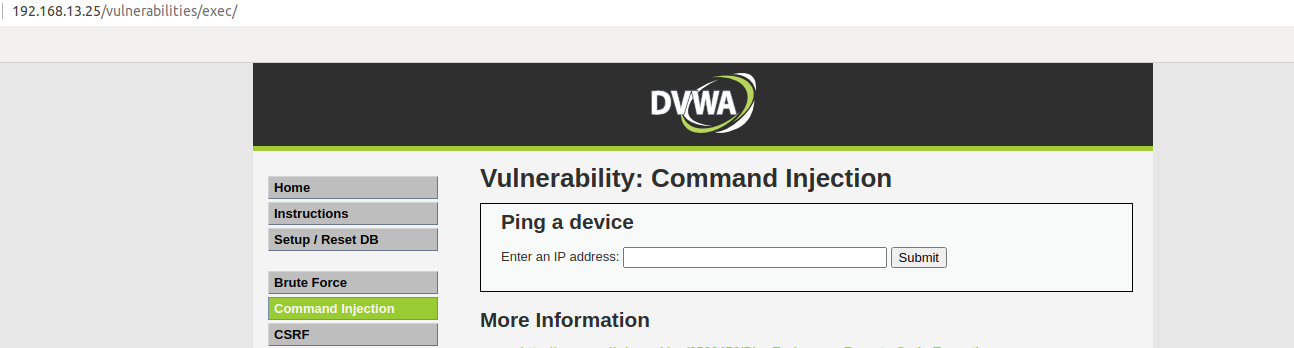 192.168.13.25/vulnerabilities/exec/
DVWA
Home
Instructions
Setup / Reset DB
Brute Force
Command Injection
CSRF
Vulnerability: Command Injection
Ping a device
Enter an IP address: Submit
More Information